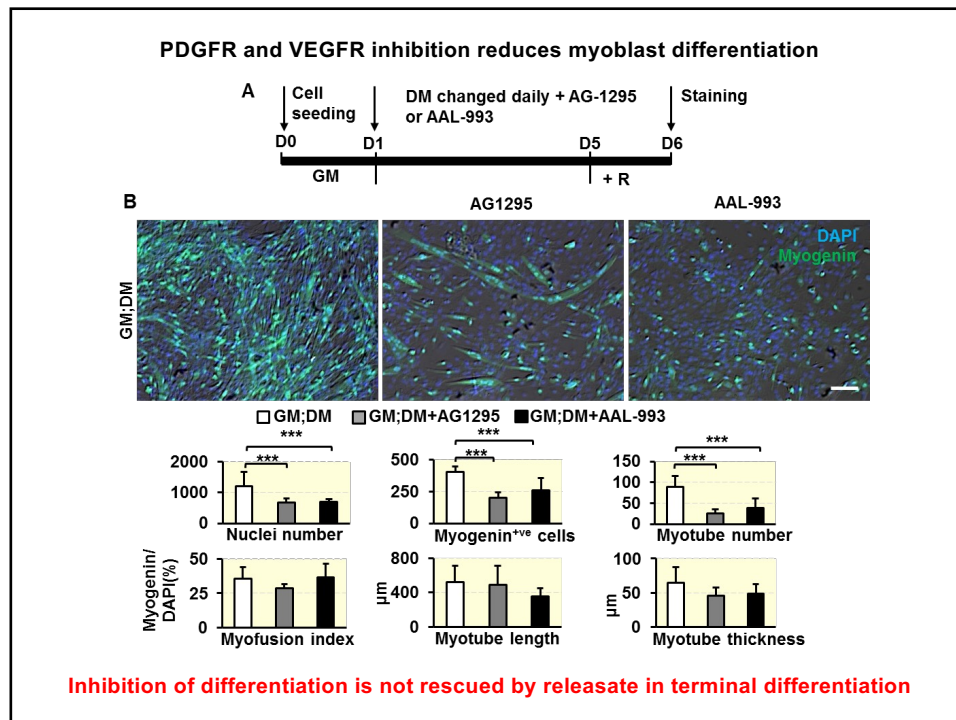 PDGFR and VEGFR inhibition reduces myoblast differentiation
A
Cell
seeding
DM changed daily + AG-1295
or AAL-993
Staining
D0
D1
D5
D6
GM
+ R
B
AG1295
AAL-993
DAPI
Myogenin
GM;DM
GM;DM
GM;DM+AG1295
GM;DM+AAL-993
***
***
2000
1000
0
Nuclei number
***
***
500
250
0
Myogenin+ve cells
***
***
150
100
50
0
Myotube number
Myogenin/
DAPI(%)
50
25
0
Myofusion index
µm
800
400
0
Myotube length
µm
100
50
0
Myotube thickness
Inhibition of differentiation is not rescued by releasate in terminal differentiation